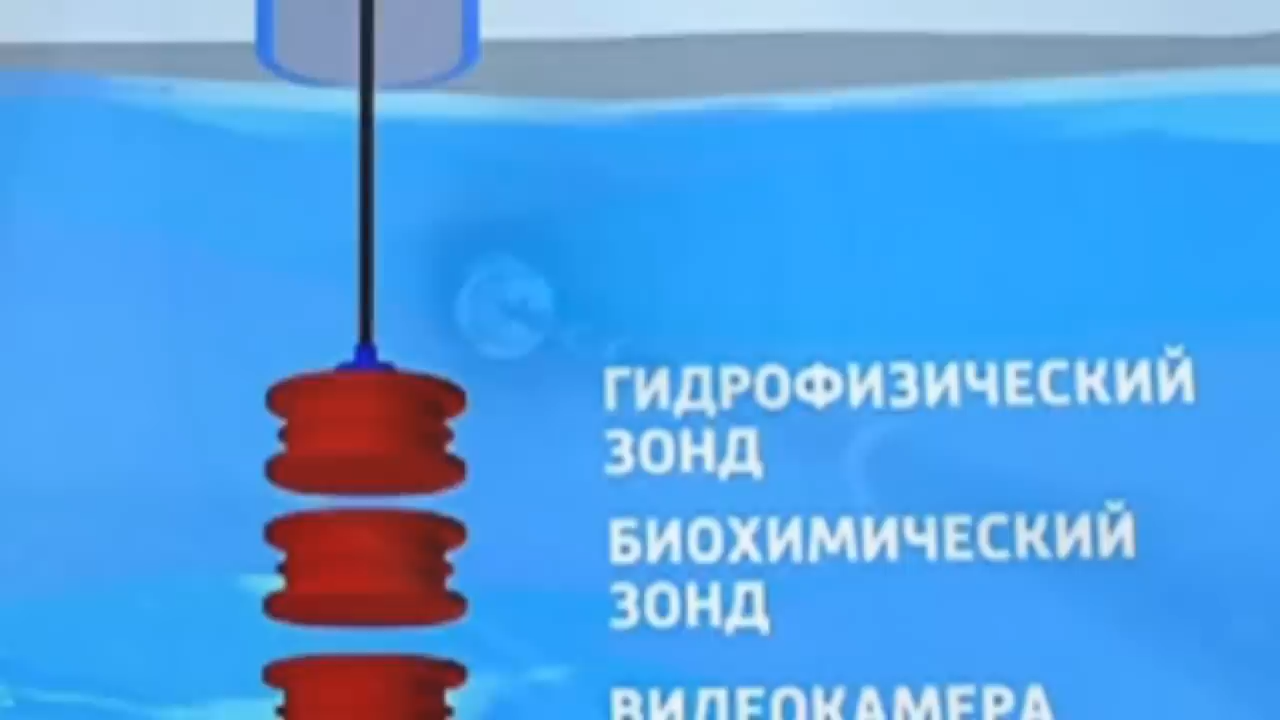 ГИДРОФИЗИЧЕСКИЙ
ЗОНД
БИОХИМИЧЕСКИЙ
ЗОНД
ВИДЕОКАМЕРА